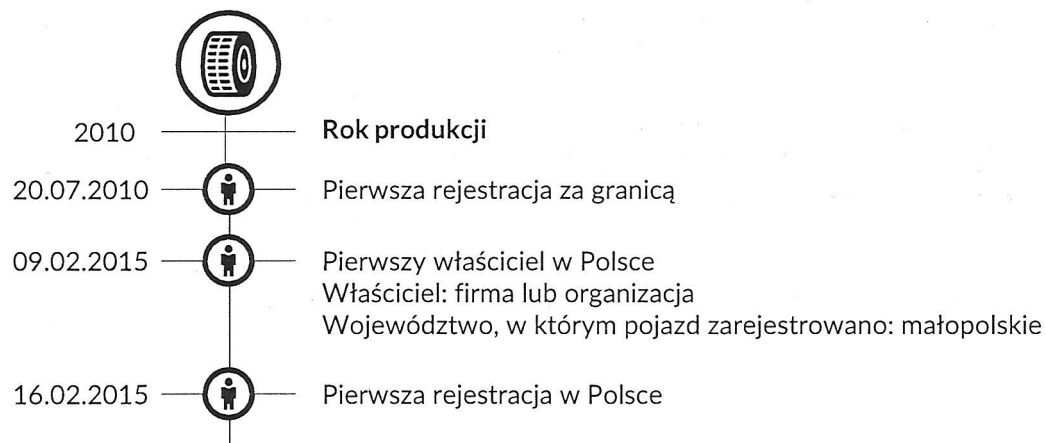 2010 Rok produkcji
20.07.2010 Pierwsza rejestracja za granicą
09.02.2015 Pierwszy właściciel w Polsce
Właściciel: firma lub organizacja
Województwo, w którym pojazd zarejestrowano: małopolskie
16.02.2015 Pierwsza rejestracja w Polsce